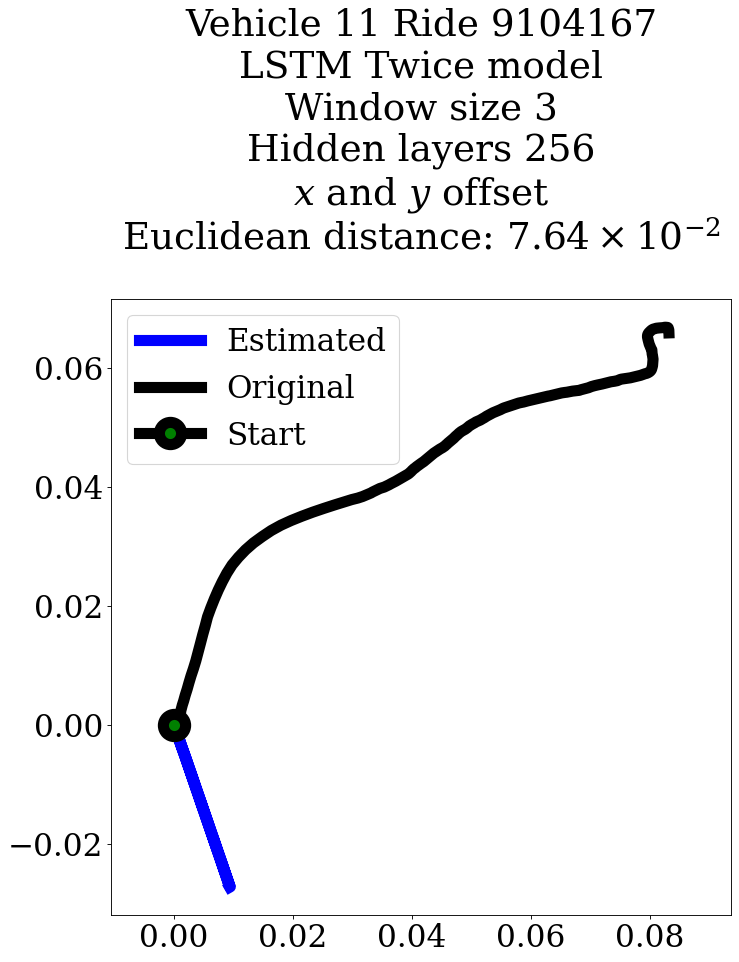 Vehicle 11 Ride 9104167
LSTM Twice model
Window size 3
Hidden layers 256
x and y offset
Euclidean distance: 7.64 × 10⁻²
Estimated
Original
Start
0.06
0.04
0.02
0.00
−0.02
0.00 0.02 0.04 0.06 0.08